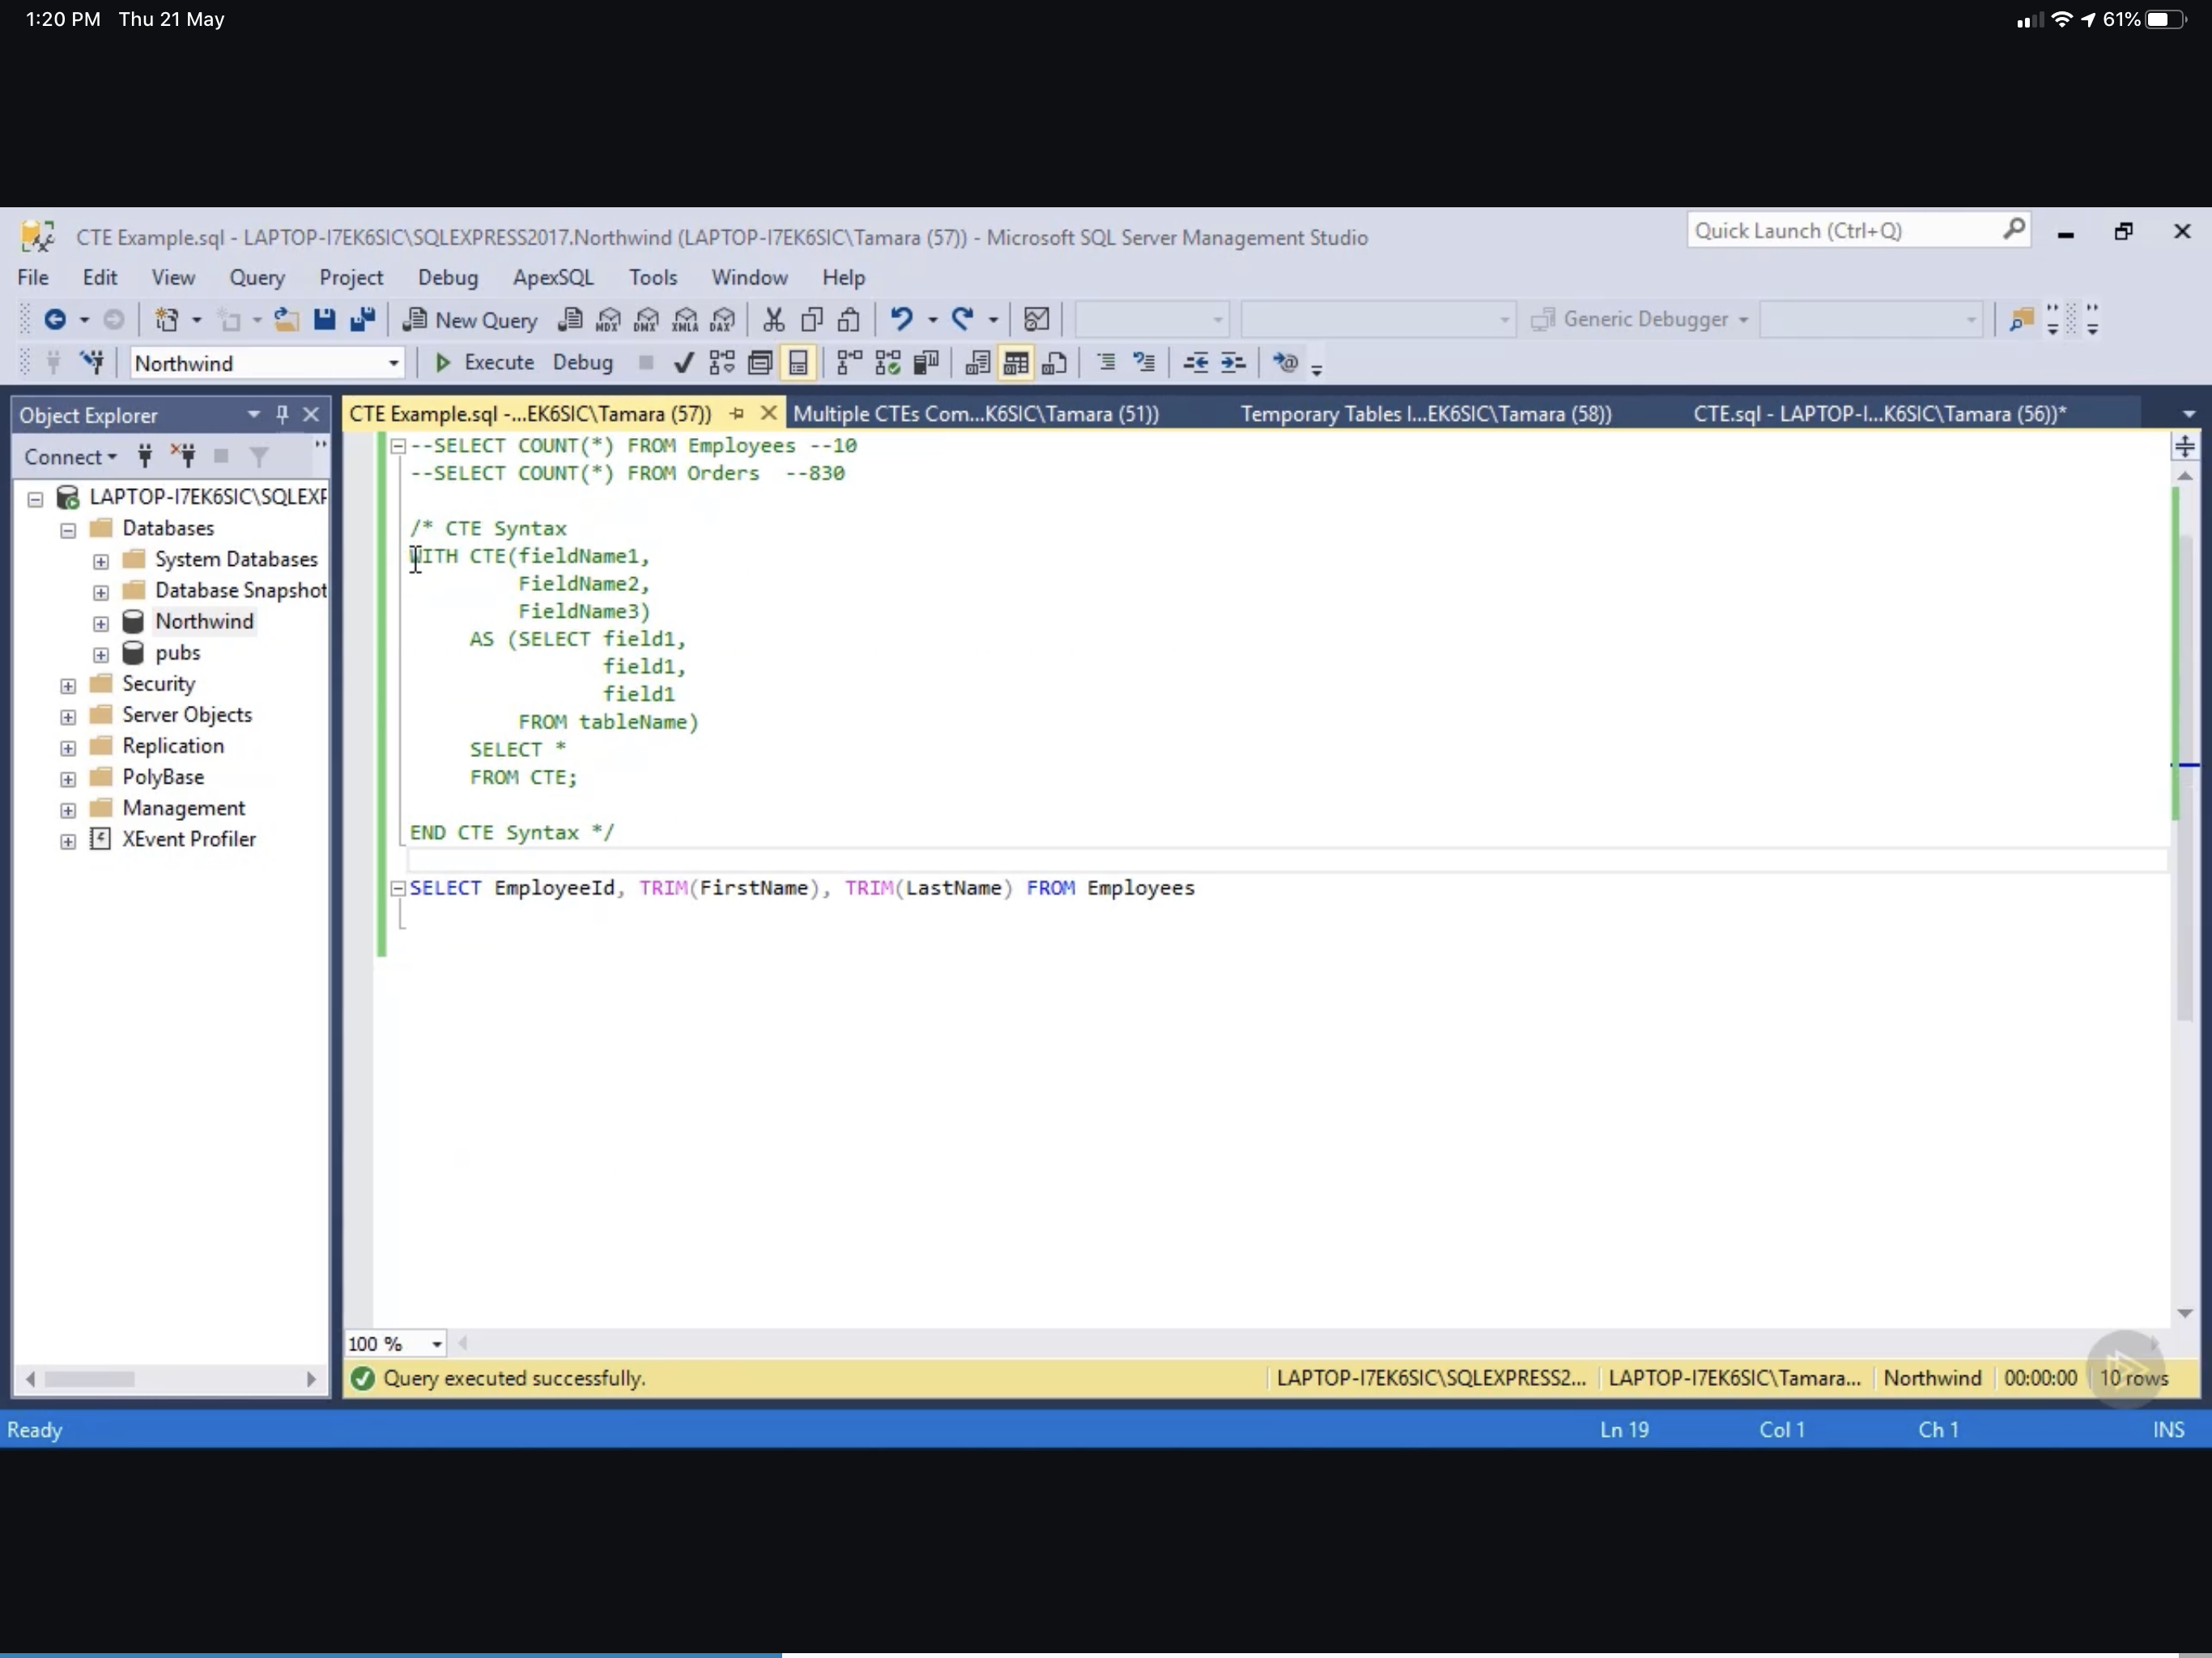 1:20 PM Thu 21 May
61%
CTE Example.sql - LAPTOP-I7EK6SIC\SQLEXPRESS2017.Northwind (LAPTOP-I7EK6SIC\Tamara (57)) - Microsoft SQL Server Management Studio
Quick Launch (Ctrl+Q)
File Edit View Query Project Debug ApexSQL Tools Window Help
New Query MDX DMX XMLA DAX Generic Debugger
Northwind Execute Debug
Object Explorer
Connect
LAPTOP-I7EK6SIC\SQLEXP
Databases
System Databases
Database Snapshot
Northwind
pubs
Security
Server Objects
Replication
PolyBase
Management
XEvent Profiler
CTE Example.sql -...EK6SIC\Tamara (57)) Multiple CTEs Com...K6SIC\Tamara (51)) Temporary Tables I...EK6SIC\Tamara (58)) CTE.sql - LAPTOP-I...K6SIC\Tamara (56))*
--SELECT COUNT(*) FROM Employees --10
--SELECT COUNT(*) FROM Orders --830
/* CTE Syntax
WITH CTE(fieldName1,
FieldName2,
FieldName3)
AS (SELECT field1,
field1,
field1
FROM tableName)
SELECT *
FROM CTE;
END CTE Syntax */
SELECT EmployeeId, TRIM(FirstName), TRIM(LastName) FROM Employees
100 %
Query executed successfully. LAPTOP-I7EK6SIC\SQLEXPRESS2... LAPTOP-I7EK6SIC\Tamara... Northwind 00:00:00 10 rows
Ready Ln 19 Col 1 Ch 1 INS